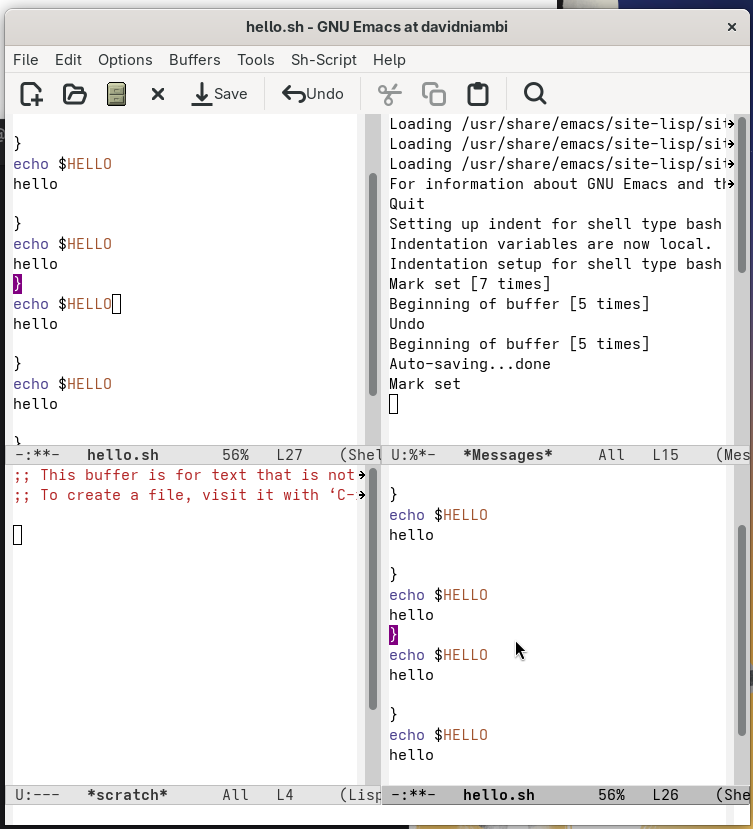 hello.sh - GNU Emacs at davidniambi
File Edit Options Buffers Tools Sh-Script Help
Save Undo
}
echo $HELLO
hello
}
echo $HELLO
hello
}
echo $HELLO
hello
}
echo $HELLO
hello
}
-:**- hello.sh 56% L27 (Shel
Loading /usr/share/emacs/site-lisp/sit
Loading /usr/share/emacs/site-lisp/sit
Loading /usr/share/emacs/site-lisp/sit
For information about GNU Emacs and th
Quit
Setting up indent for shell type bash
Indentation variables are now local.
Indentation setup for shell type bash
Mark set [7 times]
Beginning of buffer [5 times]
Undo
Beginning of buffer [5 times]
Auto-saving...done
Mark set
U:%*- *Messages* All L15 (Mes
;; This buffer is for text that is not
;; To create a file, visit it with ‘C-
U:--- *scratch* All L4 (Lisp
}
echo $HELLO
hello
}
echo $HELLO
hello
}
echo $HELLO
hello
}
echo $HELLO
hello
-:**- hello.sh 56% L26 (She